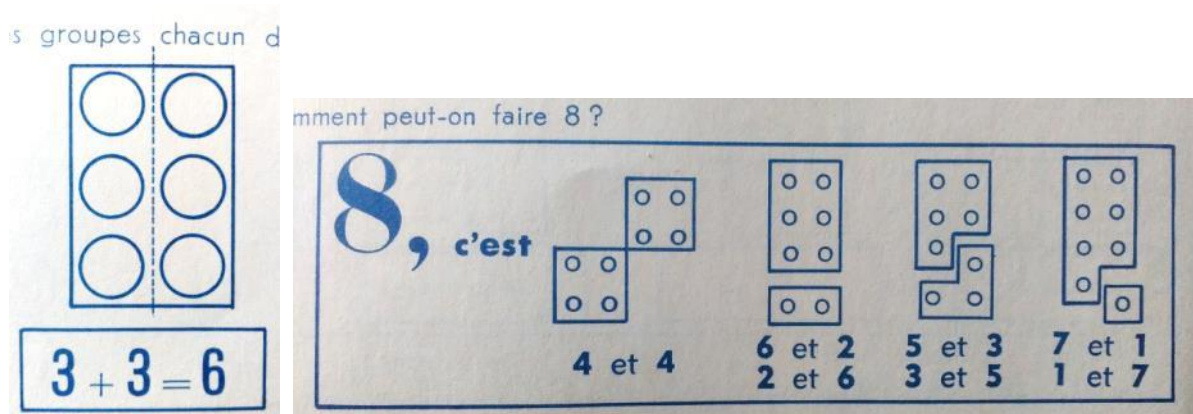 s groupes chacun d
3 + 3 = 6
mment peut-on faire 8 ?
8, c'est
4 et 4
6 et 2
2 et 6
5 et 3
3 et 5
7 et 1
1 et 7